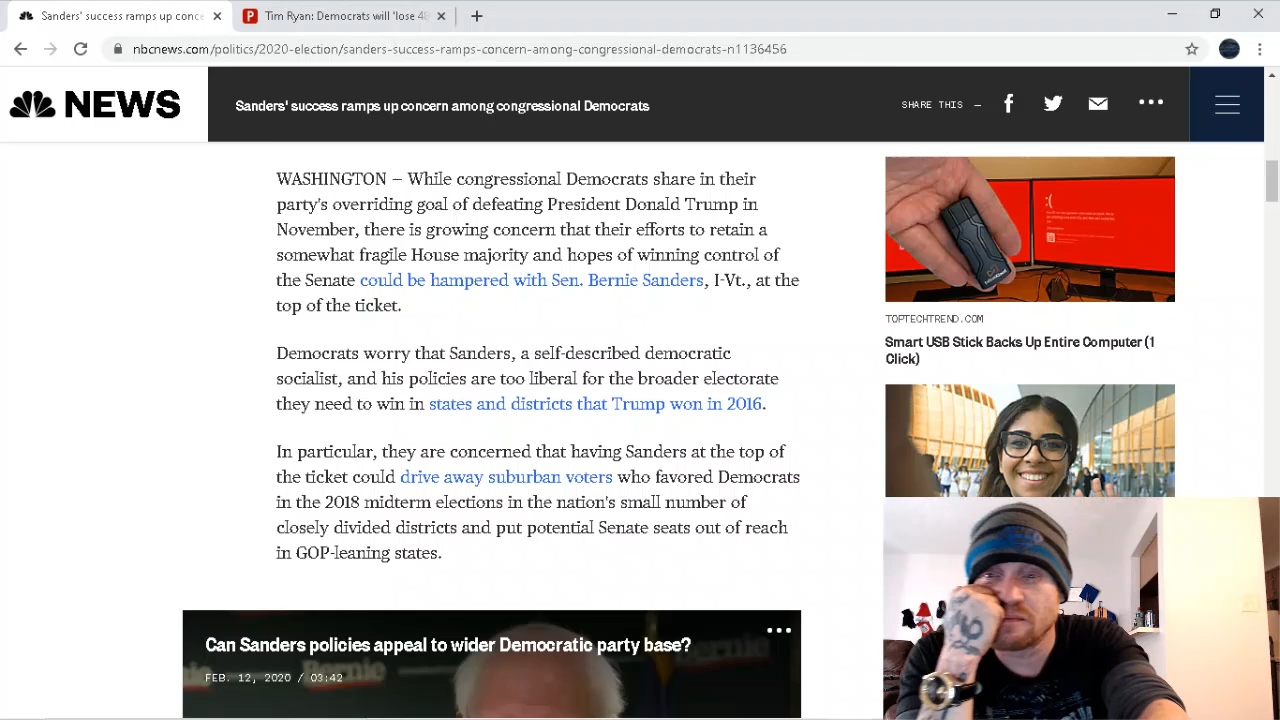 Sanders' success ramps up conc
Tim Ryan: Democrats will 'lose 48
nbcnews.com/politics/2020-election/sanders-success-ramps-concern-among-congressional-democrats-n1136456
NEWS
Sanders' success ramps up concern among congressional Democrats
SHARE THIS —
WASHINGTON — While congressional Democrats share in their
party's overriding goal of defeating President Donald Trump in
November, there is growing concern that their efforts to retain a
somewhat fragile House majority and hopes of winning control of
the Senate could be hampered with Sen. Bernie Sanders, I-Vt., at the
top of the ticket.
Democrats worry that Sanders, a self-described democratic
socialist, and his policies are too liberal for the broader electorate
they need to win in states and districts that Trump won in 2016.
In particular, they are concerned that having Sanders at the top of
the ticket could drive away suburban voters who favored Democrats
in the 2018 midterm elections in the nation's small number of
closely divided districts and put potential Senate seats out of reach
in GOP-leaning states.
Can Sanders policies appeal to wider Democratic party base?
FEB. 12, 2020 / 03:42
Bernie
TOPTECHTREND.COM
Smart USB Stick Backs Up Entire Computer (1
Click)